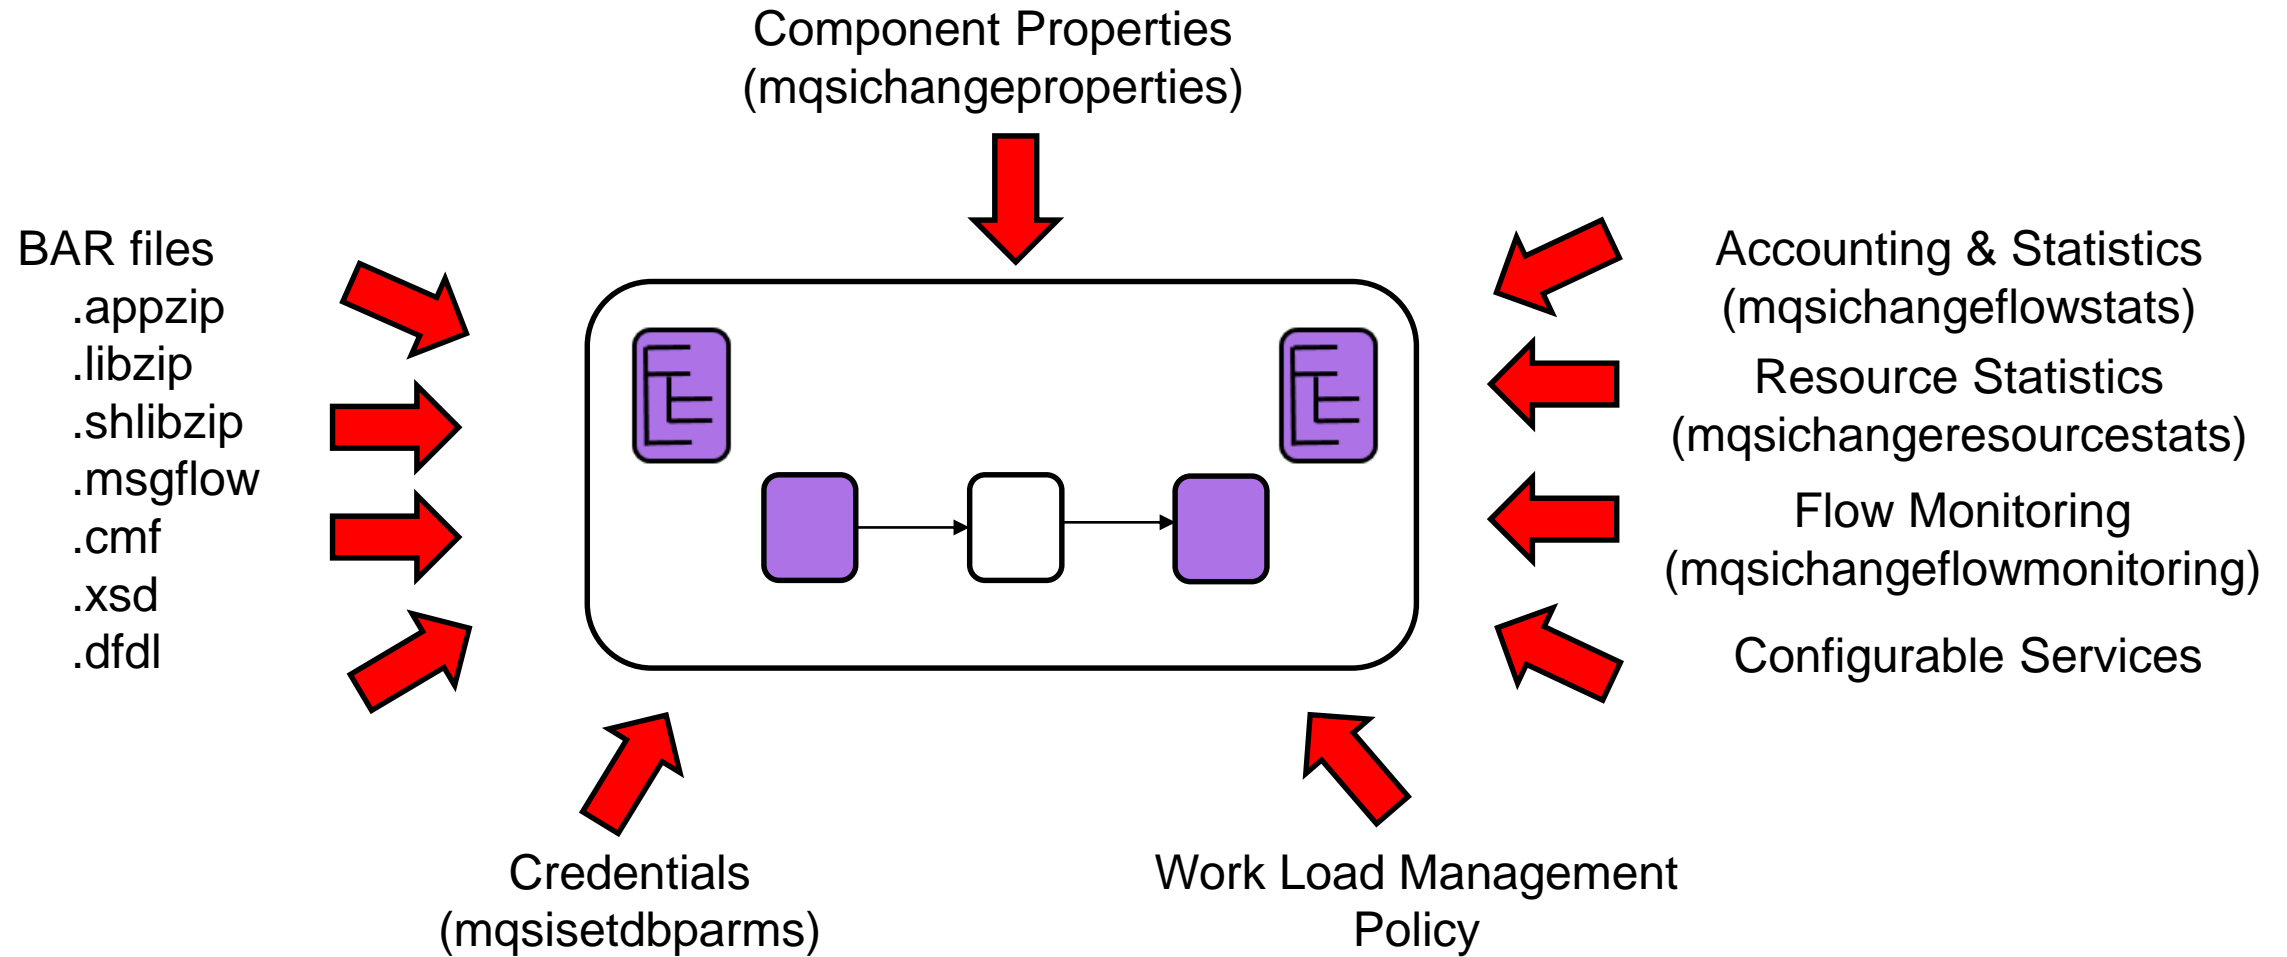 Component Properties
(mqsichangeproperties)
BAR files
.appzip
.libzip
.shlibzip
.msgflow
.cmf
.xsd
.dfdl
Accounting & Statistics
(mqsichangeflowstats)
Resource Statistics
(mqsichangeresourcestats)
Flow Monitoring
(mqsichangeflowmonitoring)
Configurable Services
Credentials
(mqsisetdbparms)
Work Load Management
Policy